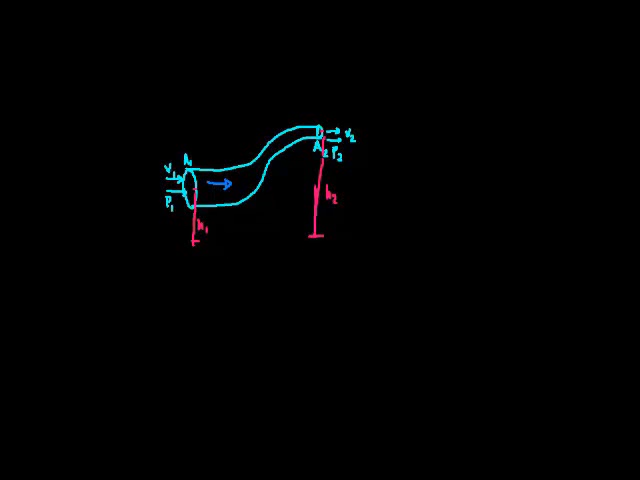 A₁
V₁
P₁
h₁
V₂
A₂ P₂
h₂